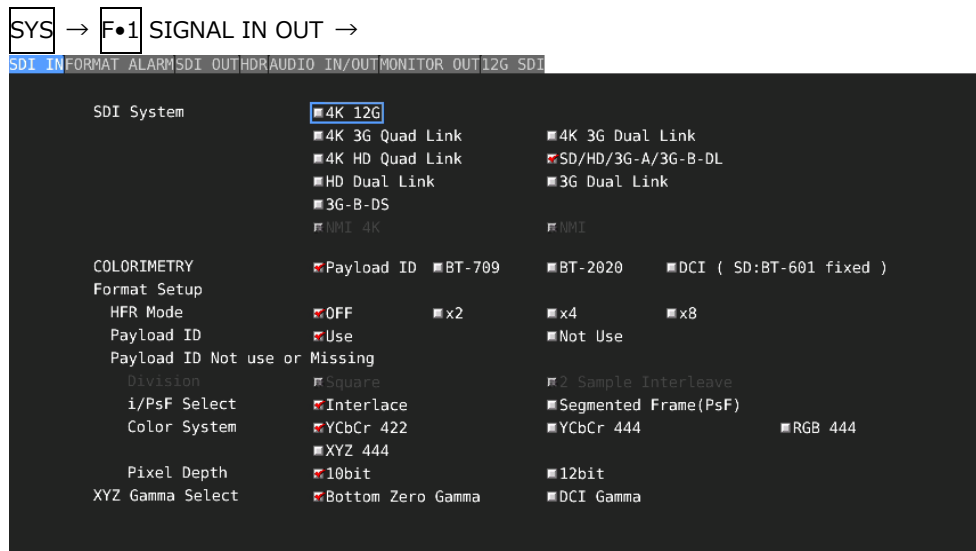 SYS → F•1 SIGNAL IN OUT →
SDI IN FORMAT ALARM SDI OUT HDR AUDIO IN/OUT MONITOR OUT 12G SDI
SDI System 4K 12G
4K 3G Quad Link 4K 3G Dual Link
4K HD Quad Link SD/HD/3G-A/3G-B-DL
HD Dual Link 3G Dual Link
3G-B-DS
NMI 4K NMI
COLORIMETRY Payload ID BT-709 BT-2020 DCI ( SD:BT-601 fixed )
Format Setup
HFR Mode OFF x2 x4 x8
Payload ID Use Not Use
Payload ID Not use or Missing
Division Square 2 Sample Interleave
i/PsF Select Interlace Segmented Frame(PsF)
Color System YCbCr 422 YCbCr 444 RGB 444
XYZ 444
Pixel Depth 10bit 12bit
XYZ Gamma Select Bottom Zero Gamma DCI Gamma